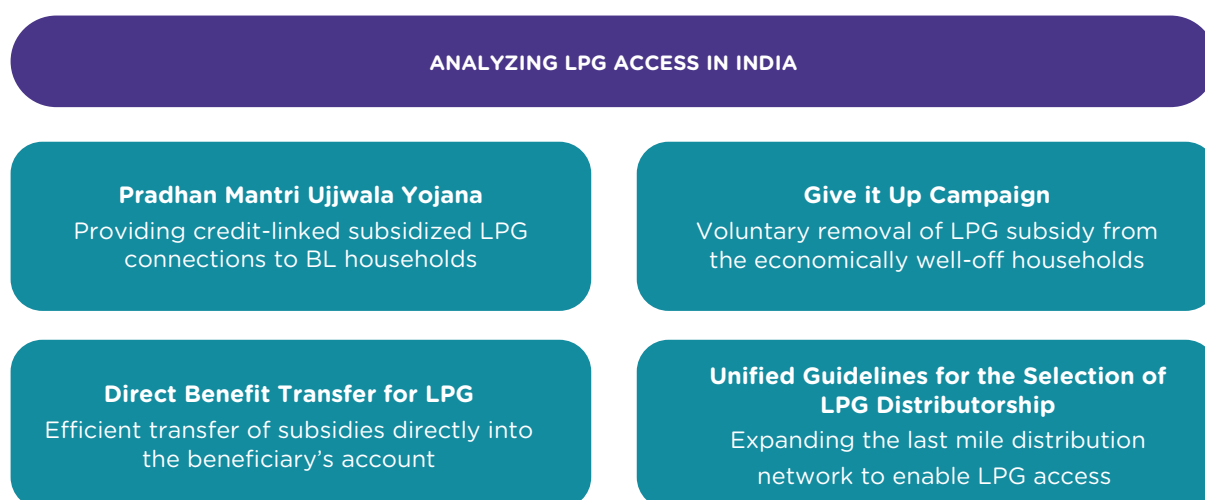 ANALYZING LPG ACCESS IN INDIA
Pradhan Mantri Ujjwala Yojana
Providing credit-linked subsidized LPG
connections to BL households
Give it Up Campaign
Voluntary removal of LPG subsidy from
the economically well-off households
Direct Benefit Transfer for LPG
Efficient transfer of subsidies directly into
the beneficiary’s account
Unified Guidelines for the Selection of
LPG Distributorship
Expanding the last mile distribution
network to enable LPG access